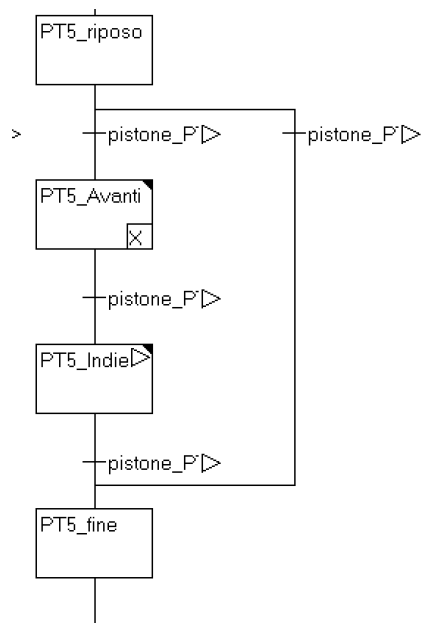 PT5_riposo
> pistone_P pistone_P
PT5_Avanti
X
pistone_P
PT5_Indie
pistone_P
PT5_fine